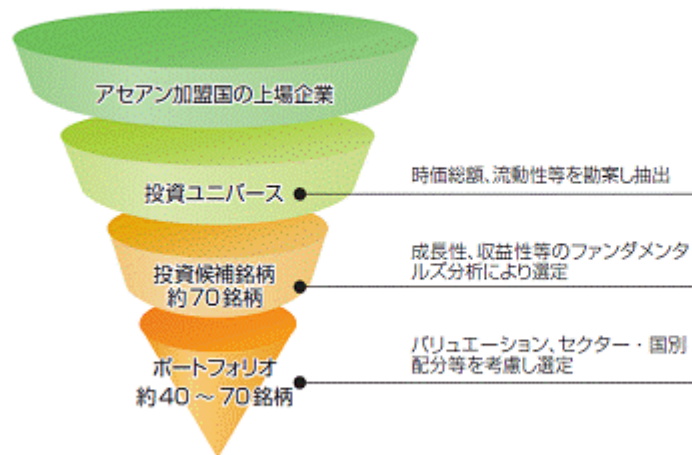 アセアン加盟国の上場企業
投資ユニバース
時価総額、流動性等を勘案し抽出
投資候補銘柄
約70銘柄
成長性、収益性等のファンダメンタ
ルズ分析により選定
ポートフォリオ
約40～70銘柄
バリュエーション、セクター・国別
配分等を考慮し選定